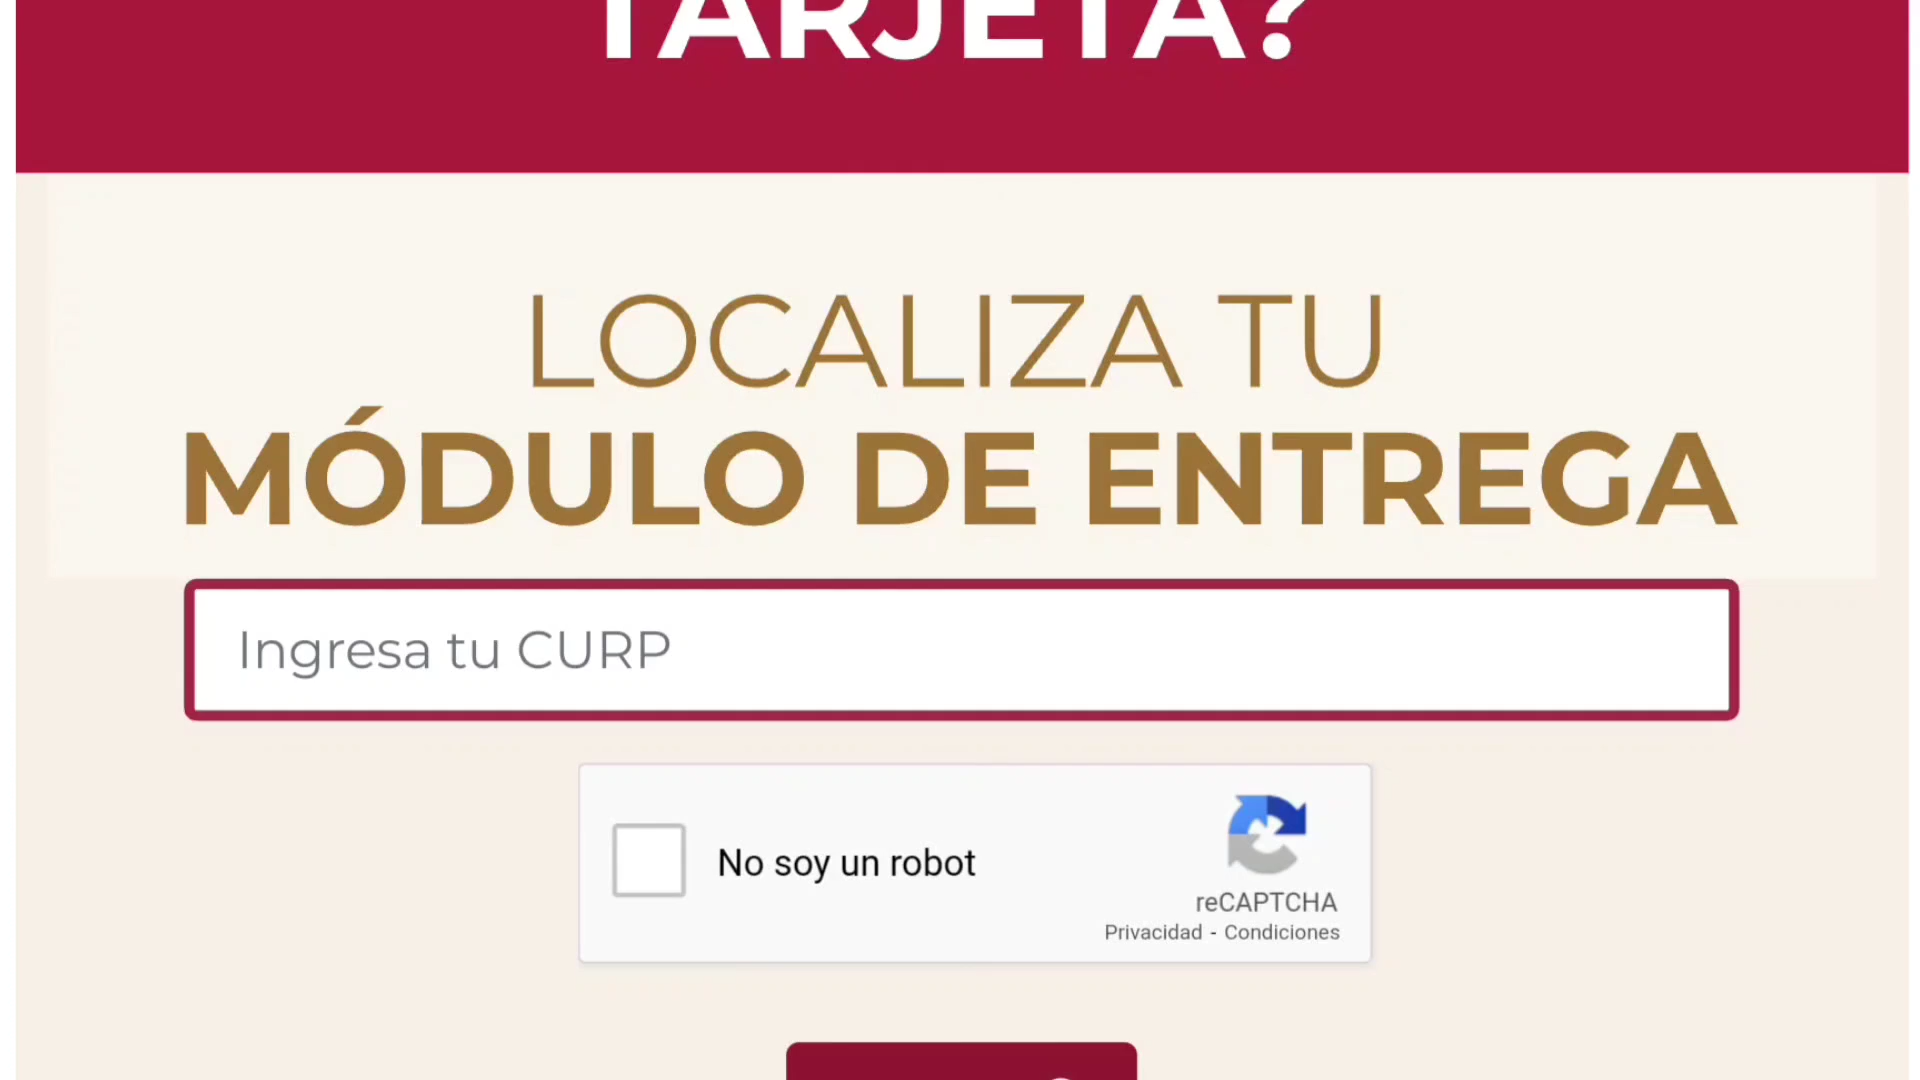 TARJETA?
LOCALIZA TU
MÓDULO DE ENTREGA
Ingresa tu CURP
No soy un robot
reCAPTCHA
Privacidad - Condiciones